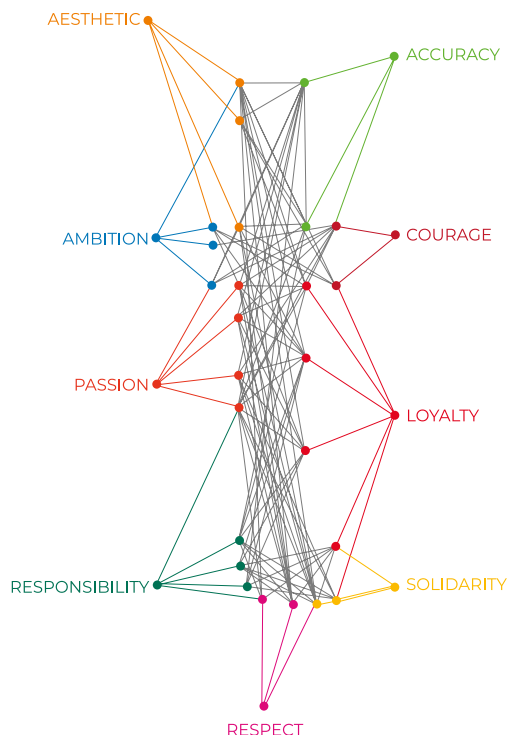 AESTHETIC
ACCURACY
AMBITION
COURAGE
PASSION
LOYALTY
RESPONSIBILITY
SOLIDARITY
RESPECT